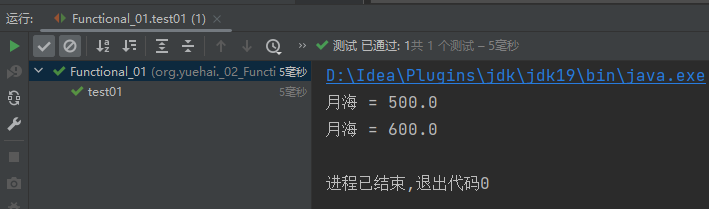 运行: Functional_01.test01 (1)
测试 已通过: 1共 1 个测试 – 5毫秒
Functional_01 (org.yuehai._02_Functi 5毫秒
test01 5毫秒
D:\Idea\Plugins\jdk\jdk19\bin\java.exe
月海 = 500.0
月海 = 600.0
进程已结束,退出代码0